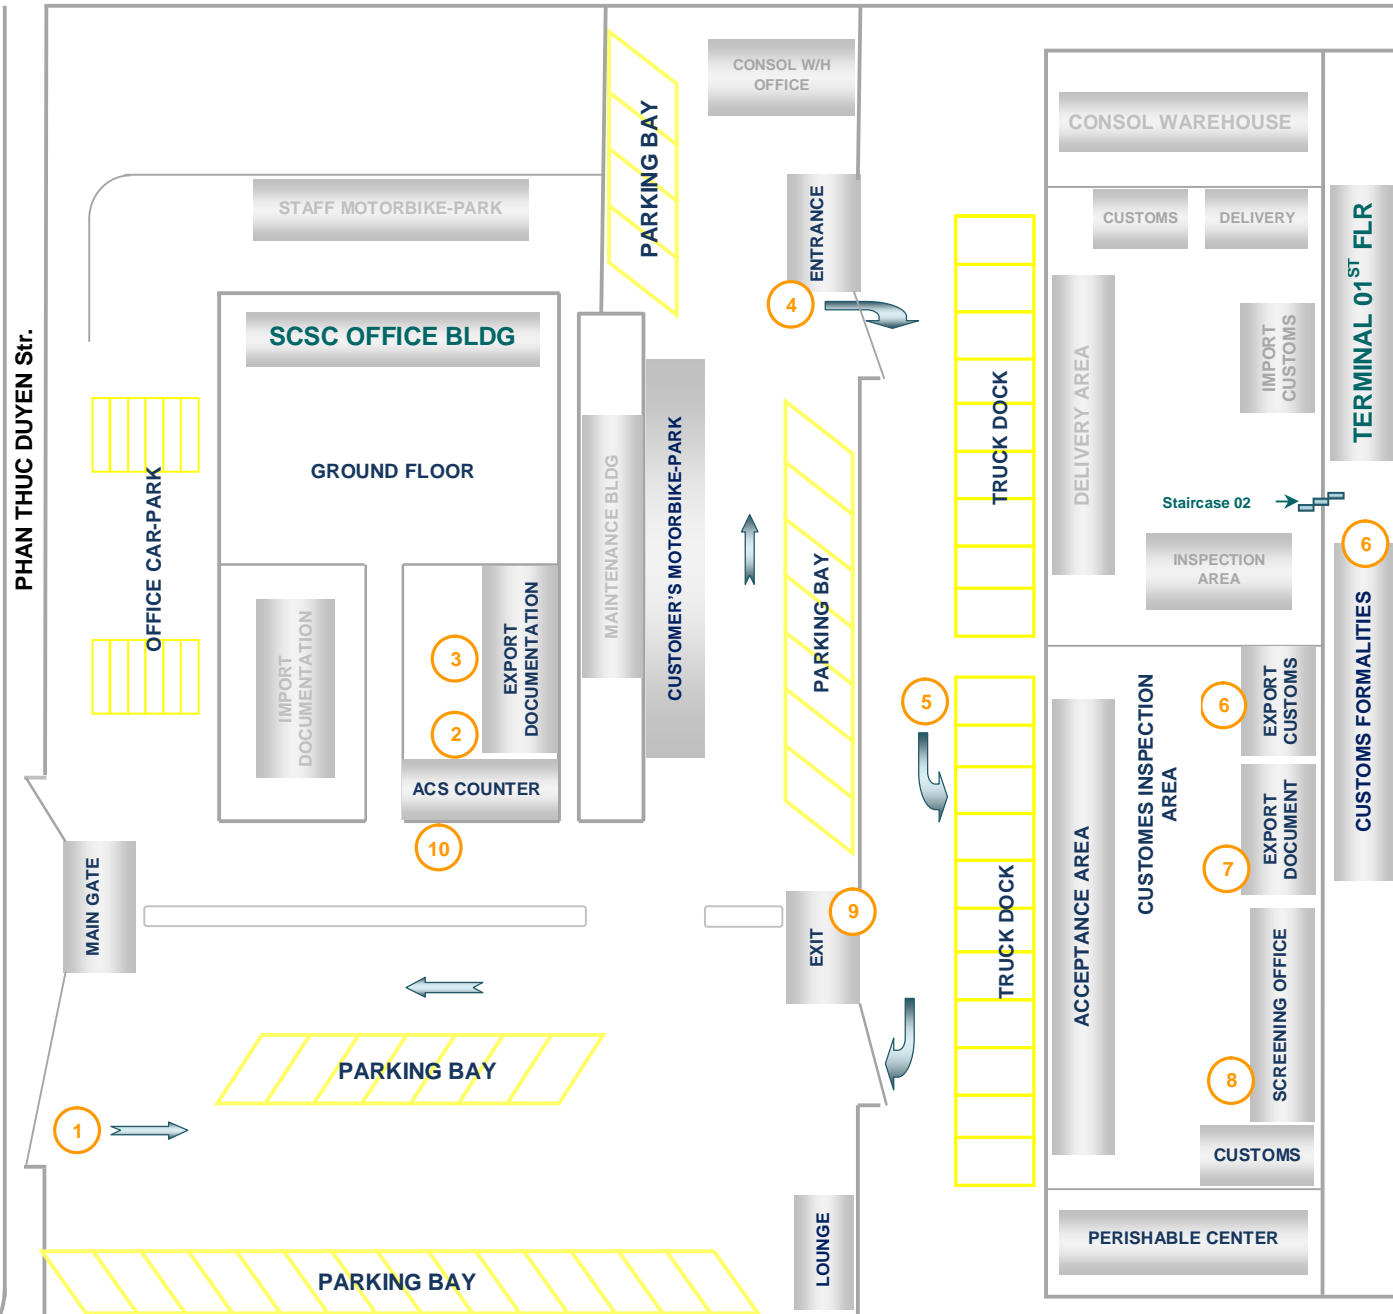 CONSOL W/H
OFFICE
CONSOL WAREHOUSE
PARKING BAY
STAFF MOTORBIKE-PARK
ENTRANCE
CUSTOMS
DELIVERY
TERMINAL 01ST FLR
4
SCSC OFFICE BLDG
IMPORT
CUSTOMS
PHAN THUC DUYEN Str.
GROUND FLOOR
OFFICE CAR-PARK
MAINTENANCE BLDG
CUSTOMER'S MOTORBIKE-PARK
TRUCK DOCK
DELIVERY AREA
Staircase 02
6
INSPECTION
AREA
PARKING BAY
IMPORT
DOCUMENTATION
3
EXPORT
DOCUMENTATION
2
ACS COUNTER
10
5
CUSTOMES INSPECTION
AREA
6
EXPORT
CUSTOMS
CUSTOMS FORMALITIES
EXPORT
DOCUMENT
7
MAIN GATE
EXIT
9
TRUCK DOCK
ACCEPTANCE AREA
SCREENING OFFICE
8
PARKING BAY
1
CUSTOMS
LOUNGE
PERISHABLE CENTER
PARKING BAY